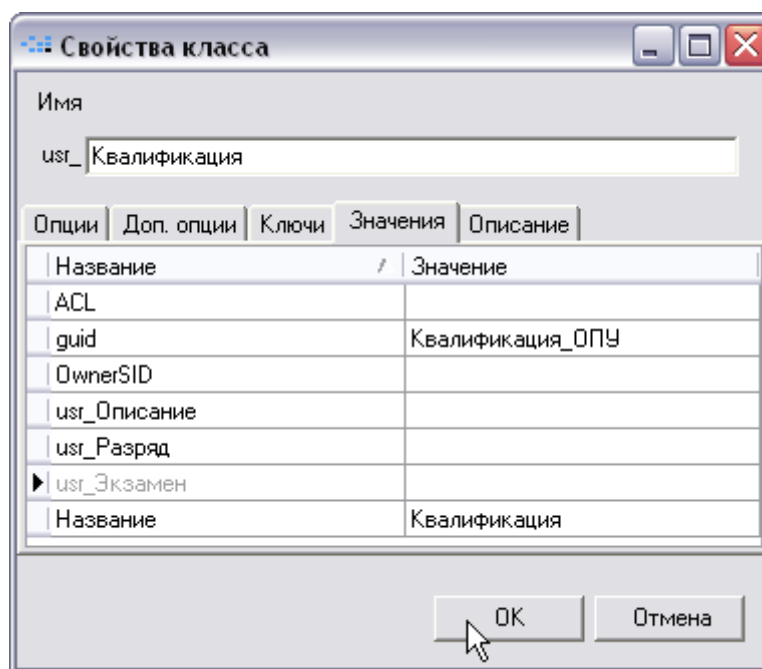 Свойства класса
Имя
usr_ Квалификация
Опции Доп. опции Ключи Значения Описание
Название / Значение
ACL
guid Квалификация_ОПУ
OwnerSID
usr_Описание
usr_Разряд
usr_Экзамен
Название Квалификация
OK Отмена